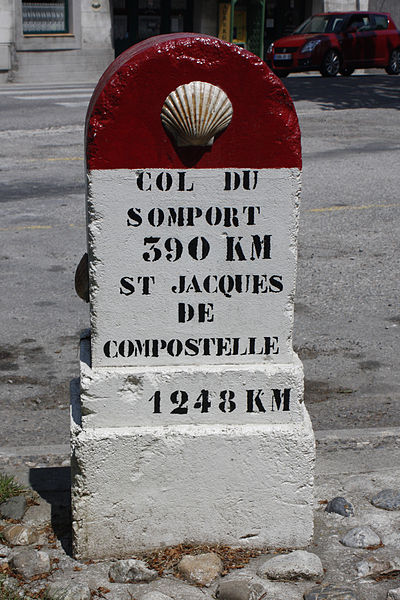 COL DU
SOMPORT
390 KM
ST JACQUES
DE
COMPOSTELLE
1248 KM